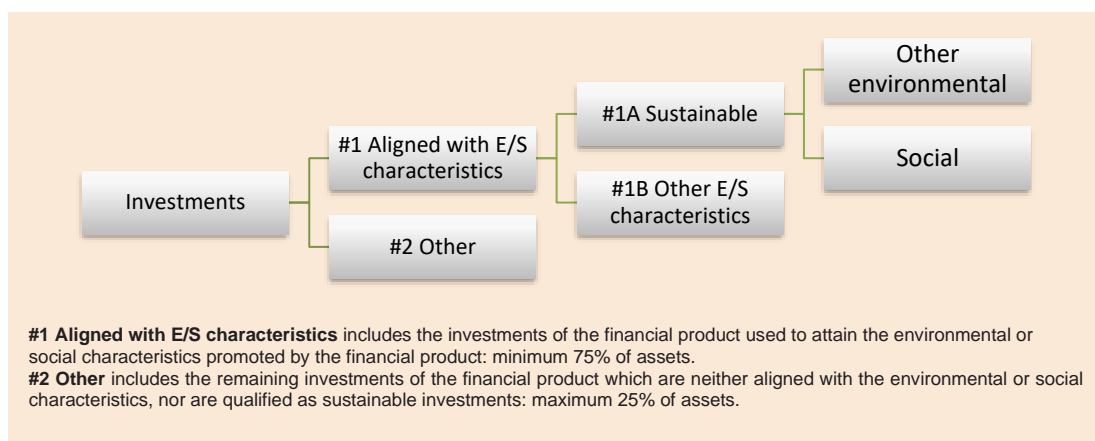 Other
environmental
#1A Sustainable
#1 Aligned with E/S
characteristics
Social
Investments
#1B Other E/S
characteristics
#2 Other
#1 Aligned with E/S characteristics includes the investments of the financial product used to attain the environmental or
social characteristics promoted by the financial product: minimum 75% of assets.
#2 Other includes the remaining investments of the financial product which are neither aligned with the environmental or social
characteristics, nor are qualified as sustainable investments: maximum 25% of assets.